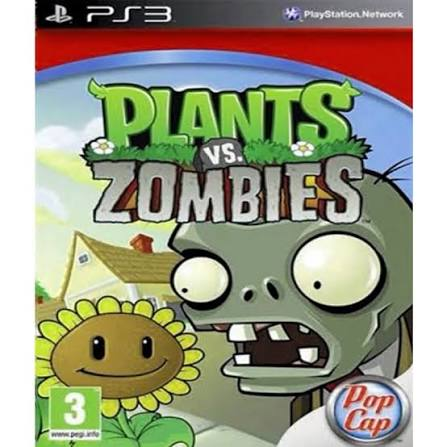 PS3
PlayStation.Network
PLANTS
VS.
ZOMBIES
3
www.pegi.info
Pop
Cap